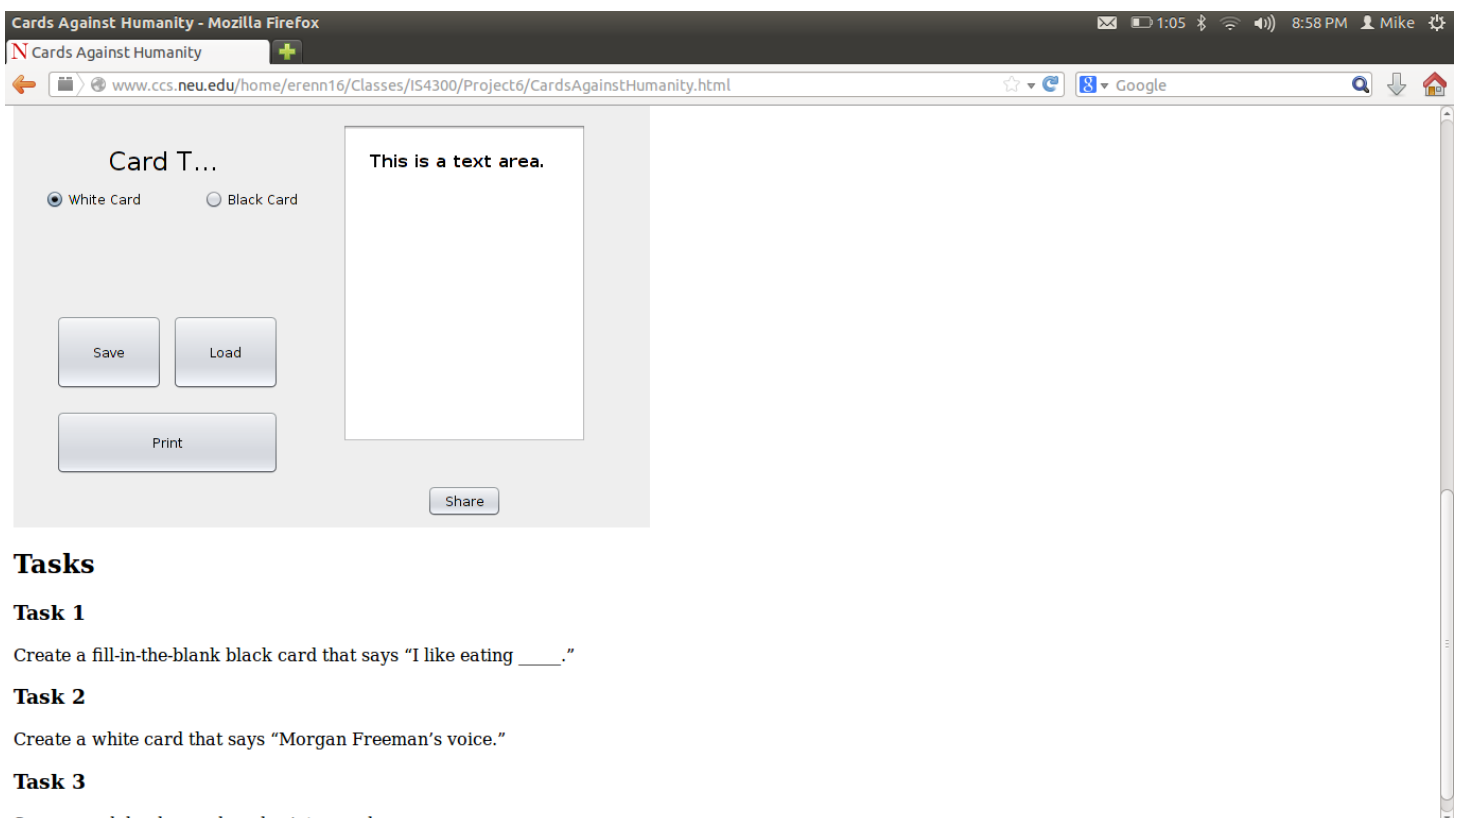 Cards Against Humanity - Mozilla Firefox
1:05 8:58 PM Mike
N Cards Against Humanity
www.ccs.neu.edu/home/erenn16/Classes/IS4300/Project6/CardsAgainstHumanity.html
8 Google
Card T...
This is a text area.
White Card Black Card
Save Load
Print
Share
Tasks
Task 1
Create a fill-in-the-blank black card that says “I like eating _____.”
Task 2
Create a white card that says “Morgan Freeman’s voice.”
Task 3